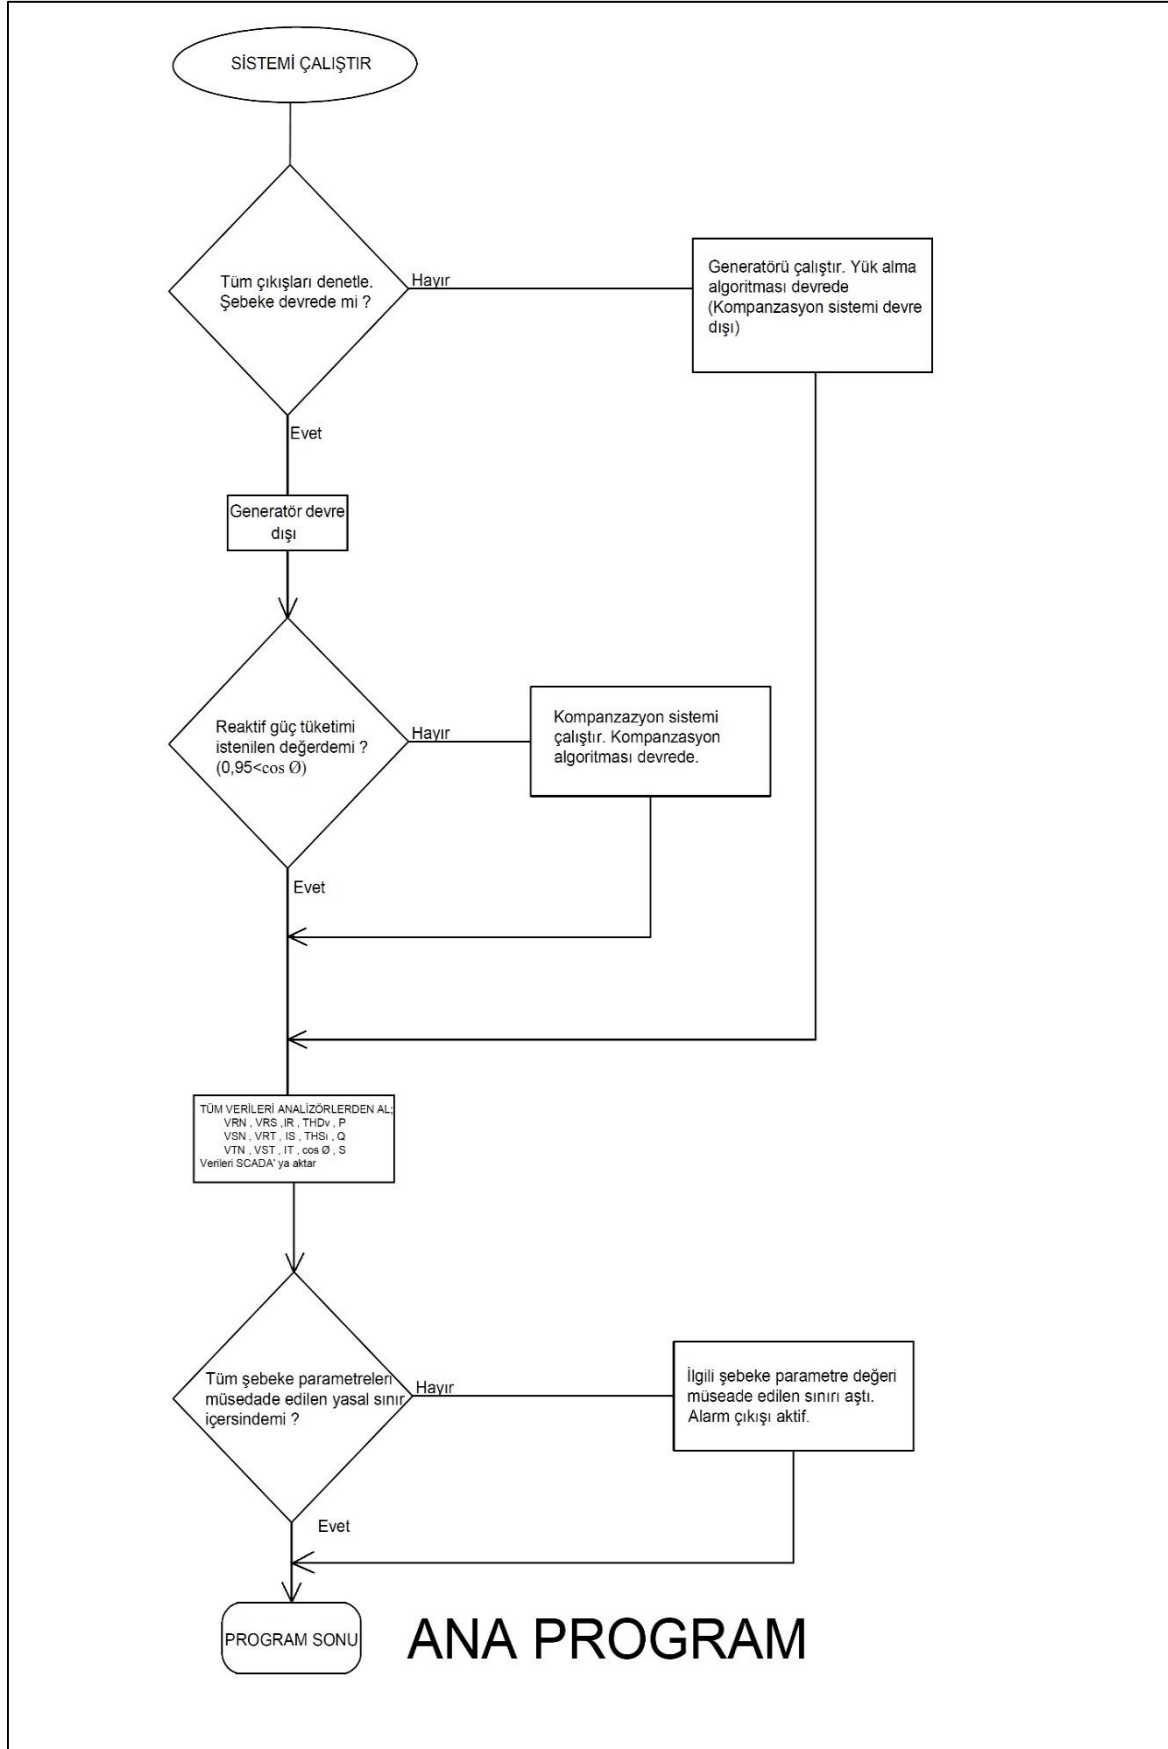 SİSTEMİ ÇALIŞTIR
Tüm çıkışları denetle.
Şebeke devrede mi ?
Hayır
Generatörü çalıştır. Yük alma
algoritması devrede
(Kompanzasyon sistemi devre
dışı)
Evet
Generatör devre
dışı
Reaktif güç tüketimi
istenilen değerdemi ?
(0,95<cos Ø)
Hayır
Kompanzazyon sistemi
çalıştır. Kompanzasyon
algoritması devrede.
Evet
TÜM VERİLERİ ANALİZÖRLERDEN AL;
VRN , VRS ,IR , THDv , P
VSN , VRT , IS , THSı , Q
VTN , VST , IT , cos Ø , S
Verileri SCADA' ya aktar
Tüm şebeke parametreleri
müsedade edilen yasal sınır
içersindemi ?
Hayır
İlgili şebeke parametre değeri
müseade edilen sınırı aştı.
Alarm çıkışı aktif.
Evet
PROGRAM SONU
ANA PROGRAM